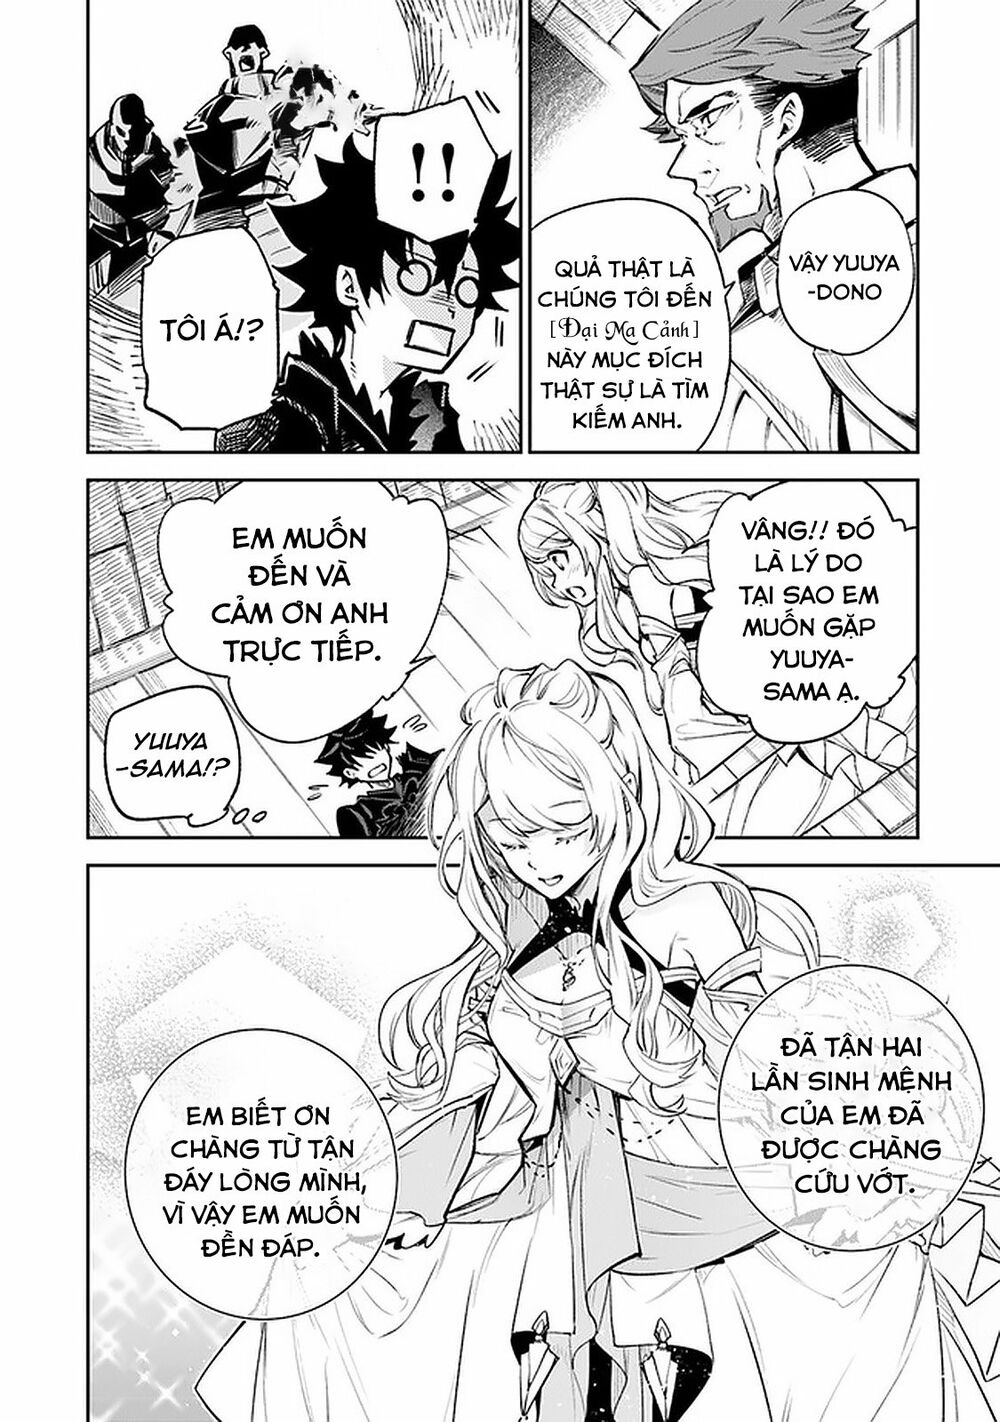 VẬY YUUYA
-DONO
QUẢ THẬT LÀ
CHÚNG TÔI ĐẾN
[Đại Ma Cảnh]
NÀY MỤC ĐÍCH
THẬT SỰ LÀ TÌM
KIẾM ANH.
!!
TÔI Á!?
VÂNG!! ĐÓ
LÀ LÝ DO
TẠI SAO EM
MUỐN GẶP
YUUYA-
SAMA Ạ.
EM MUỐN
ĐẾN VÀ
CẢM ƠN ANH
TRỰC TIẾP.
YUUYA
-SAMA!?
ĐÃ TẬN HAI
LẦN SINH MỆNH
CỦA EM ĐÃ
ĐƯỢC CHÀNG
CỨU VỚT.
EM BIẾT ƠN
CHÀNG TỪ TẬN
ĐÁY LÒNG MÌNH,
VÌ VẬY EM MUỐN
ĐỀN ĐÁP.